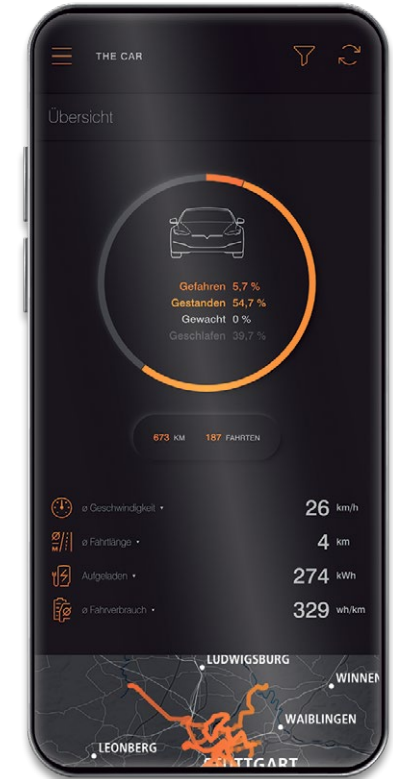 THE CAR
Übersicht
Gefahren 5,7 %
Gestanden 54,7 %
Gewacht 0 %
Geschlafen 39,7 %
673 KM 187 FAHRTEN
ø Geschwindigkeit • 26 km/h
ø Fahrtlänge • 4 km
Aufgeladen • 274 kWh
ø Fahrverbrauch • 329 wh/km
LUDWIGSBURG
WINNEN
WAIBLINGEN
LEONBERG
STUTTGART